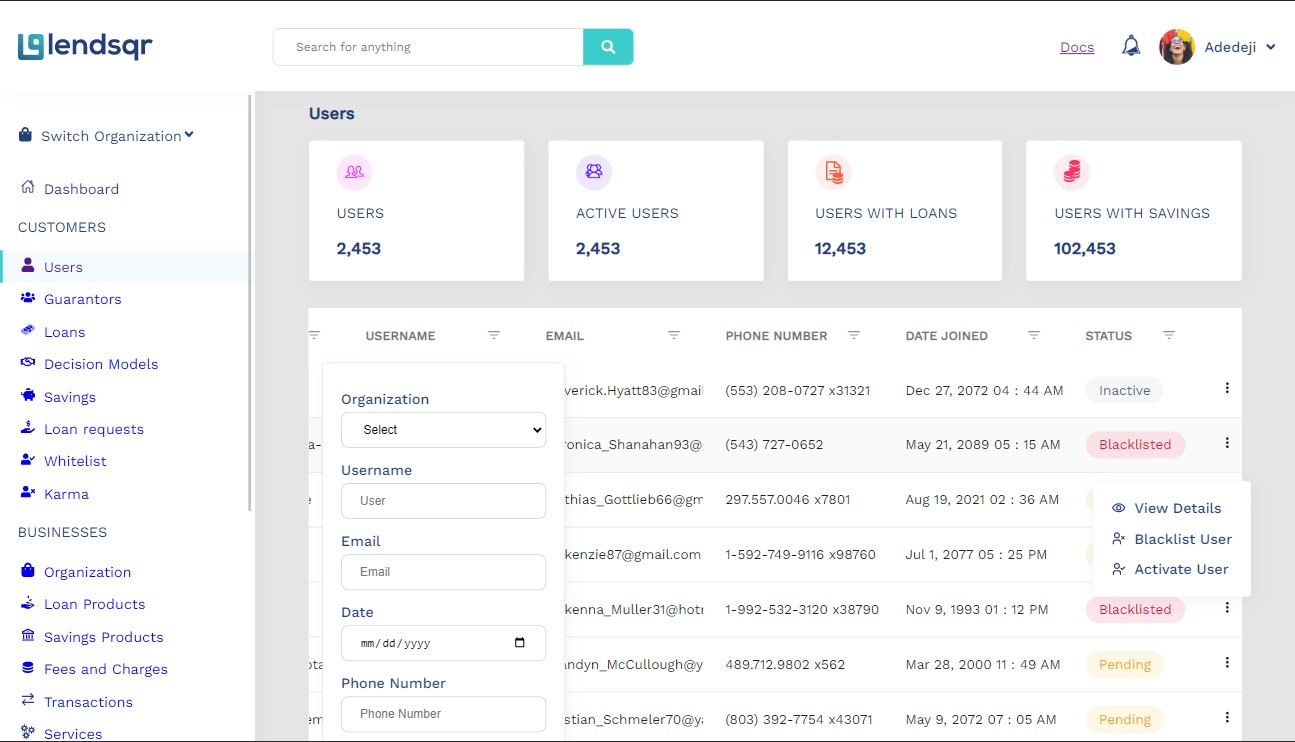 lendsqr
Search for anything
Docs
Adedeji
Switch Organization
Dashboard
CUSTOMERS
Users
Guarantors
Loans
Decision Models
Savings
Loan requests
Whitelist
Karma
BUSINESSES
Organization
Loan Products
Savings Products
Fees and Charges
Transactions
Services
Users
USERS
2,453
ACTIVE USERS
2,453
USERS WITH LOANS
12,453
USERS WITH SAVINGS
102,453
USERNAME EMAIL PHONE NUMBER DATE JOINED STATUS
verick.Hyatt83@gmail (553) 208-0727 x31321 Dec 27, 2072 04 : 44 AM Inactive
a- ronica_Shanahan93@ (543) 727-0652 May 21, 2089 05 : 15 AM Blacklisted
thias_Gottlieb66@gm 297.557.0046 x7801 Aug 19, 2021 02 : 36 AM
kenzie87@gmail.com 1-592-749-9116 x98760 Jul 1, 2077 05 : 25 PM
kenna_Muller31@hotr 1-992-532-3120 x38790 Nov 9, 1993 01 : 12 PM Blacklisted
andyn_McCullough@y 489.712.9802 x562 Mar 28, 2000 11 : 49 AM Pending
em stian_Schmeler70@y (803) 392-7754 x43071 May 9, 2072 07 : 05 AM Pending
Organization
Select
Username
User
Email
Email
Date
mm/dd/yyyy
Phone Number
Phone Number
View Details
Blacklist User
Activate User